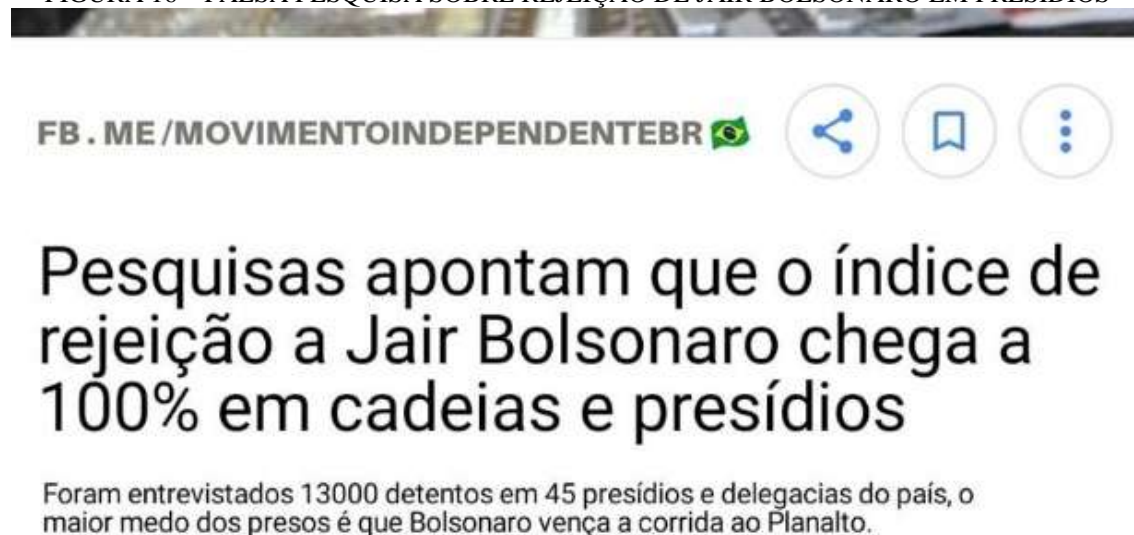 FB.ME/MOVIMENTOINDEPENDENTEBR
Pesquisas apontam que o índice de
rejeição a Jair Bolsonaro chega a
100% em cadeias e presídios
Foram entrevistados 13000 detentos em 45 presídios e delegacias do país, o
maior medo dos presos é que Bolsonaro vença a corrida ao Planalto.